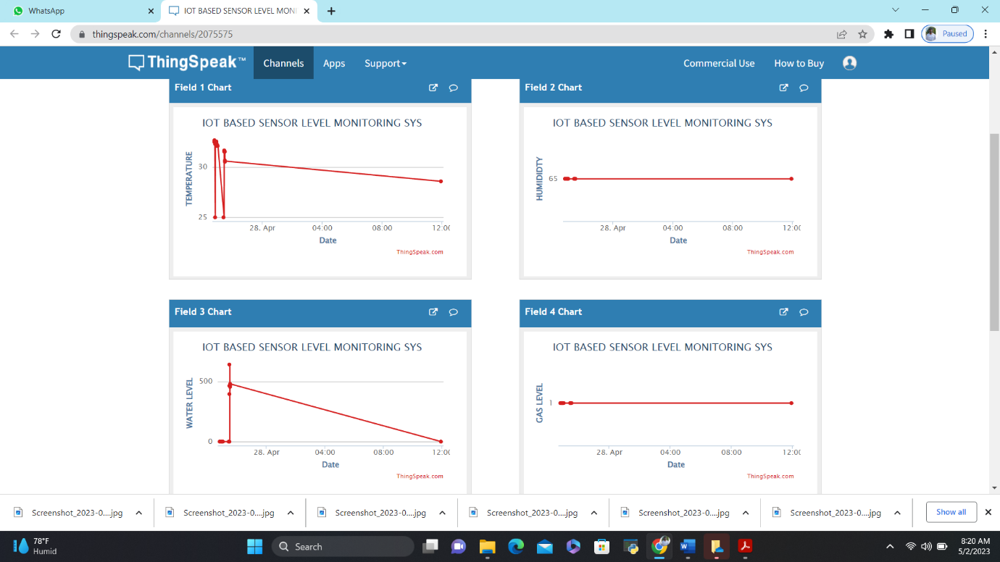 WhatsApp
IOT BASED SENSOR LEVEL MONI
thingspeak.com/channels/2075575
Paused
ThingSpeak™
Channels
Apps
Support
Commercial Use
How to Buy
Field 1 Chart
IOT BASED SENSOR LEVEL MONITORING SYS
TEMPERATURE
30
25
28. Apr
04:00
08:00
12:00
Date
ThingSpeak.com
Field 2 Chart
IOT BASED SENSOR LEVEL MONITORING SYS
HUMIDIDTY
65
28. Apr
04:00
08:00
12:00
Date
ThingSpeak.com
Field 3 Chart
IOT BASED SENSOR LEVEL MONITORING SYS
WATER LEVEL
500
0
28. Apr
04:00
08:00
12:00
Date
ThingSpeak.com
Field 4 Chart
IOT BASED SENSOR LEVEL MONITORING SYS
GAS LEVEL
1
28. Apr
04:00
08:00
12:00
Date
ThingSpeak.com
Screenshot_2023-0....jpg
Screenshot_2023-0....jpg
Screenshot_2023-0....jpg
Screenshot_2023-0....jpg
Screenshot_2023-0....jpg
Screenshot_2023-0....jpg
Show all
78°F
Humid
Search
8:20 AM
5/2/2023